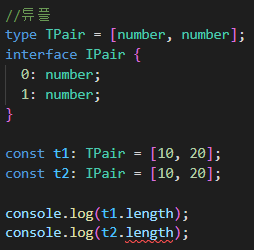 //튜플
type TPair = [number, number];
interface IPair {
  0: number;
  1: number;
}

const t1: TPair = [10, 20];
const t2: IPair = [10, 20];

console.log(t1.length);
console.log(t2.length);